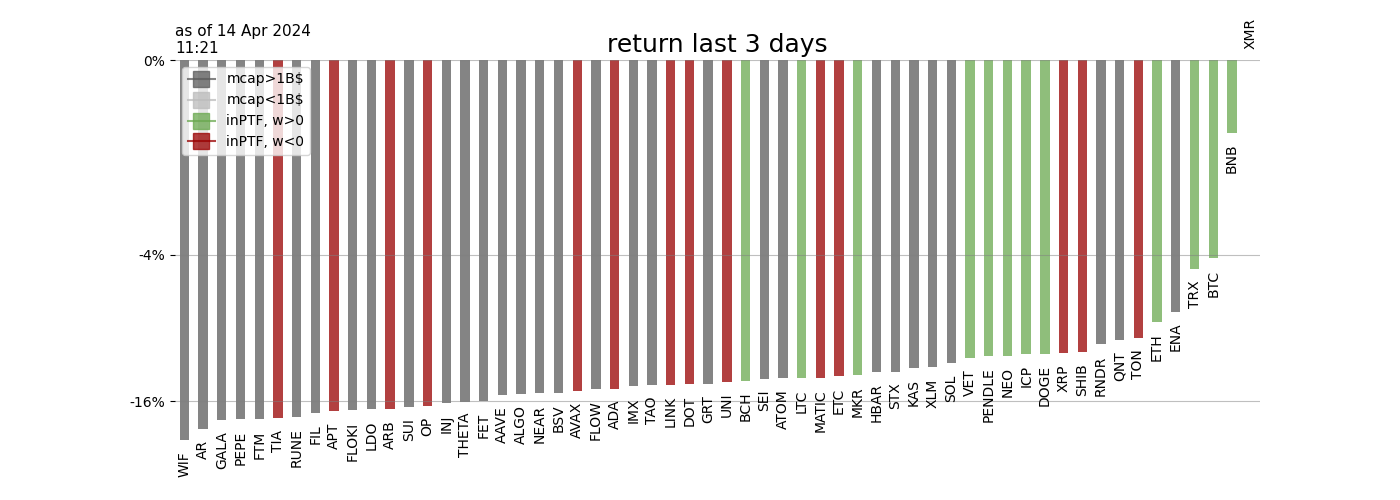 as of 14 Apr 2024
11:21
return last 3 days
XMR
0%
mcap>1B$
mcap<1B$
inPTF, w>0
inPTF, w<0
-4%
-16%
WIF
AR
GALA
PEPE
FTM
TIA
RUNE
FIL
APT
FLOKI
LDO
ARB
SUI
OP
INJ
THETA
FET
AAVE
ALGO
NEAR
BSV
AVAX
FLOW
ADA
IMX
TAO
LINK
DOT
GRT
UNI
BCH
SEI
ATOM
LTC
MATIC
ETC
MKR
HBAR
STX
KAS
XLM
SOL
VET
PENDLE
NEO
ICP
DOGE
XRP
SHIB
RNDR
QNT
TON
ETH
ENA
TRX
BTC
BNB